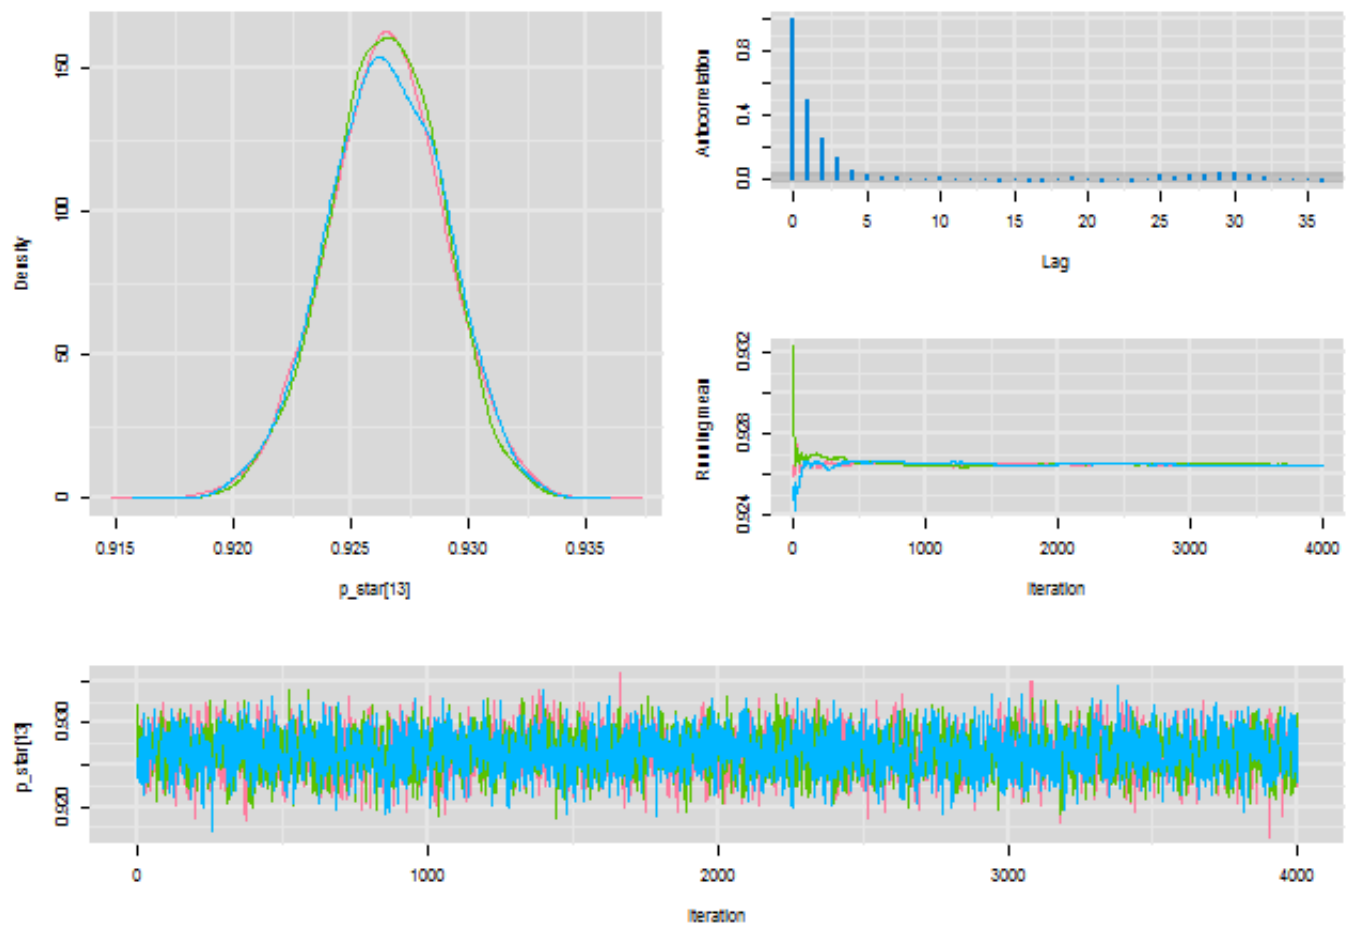 150
100
50
0
Density
0.915 0.920 0.925 0.930 0.935
p_star[13]
0.8
0.4
0.0
Autocorrelation
0 5 10 15 20 25 30 35
Lag
0.932
0.928
0.924
Running mean
0 1000 2000 3000 4000
Iteration
0.930
0.920
p_star[13]
0 1000 2000 3000 4000
Iteration